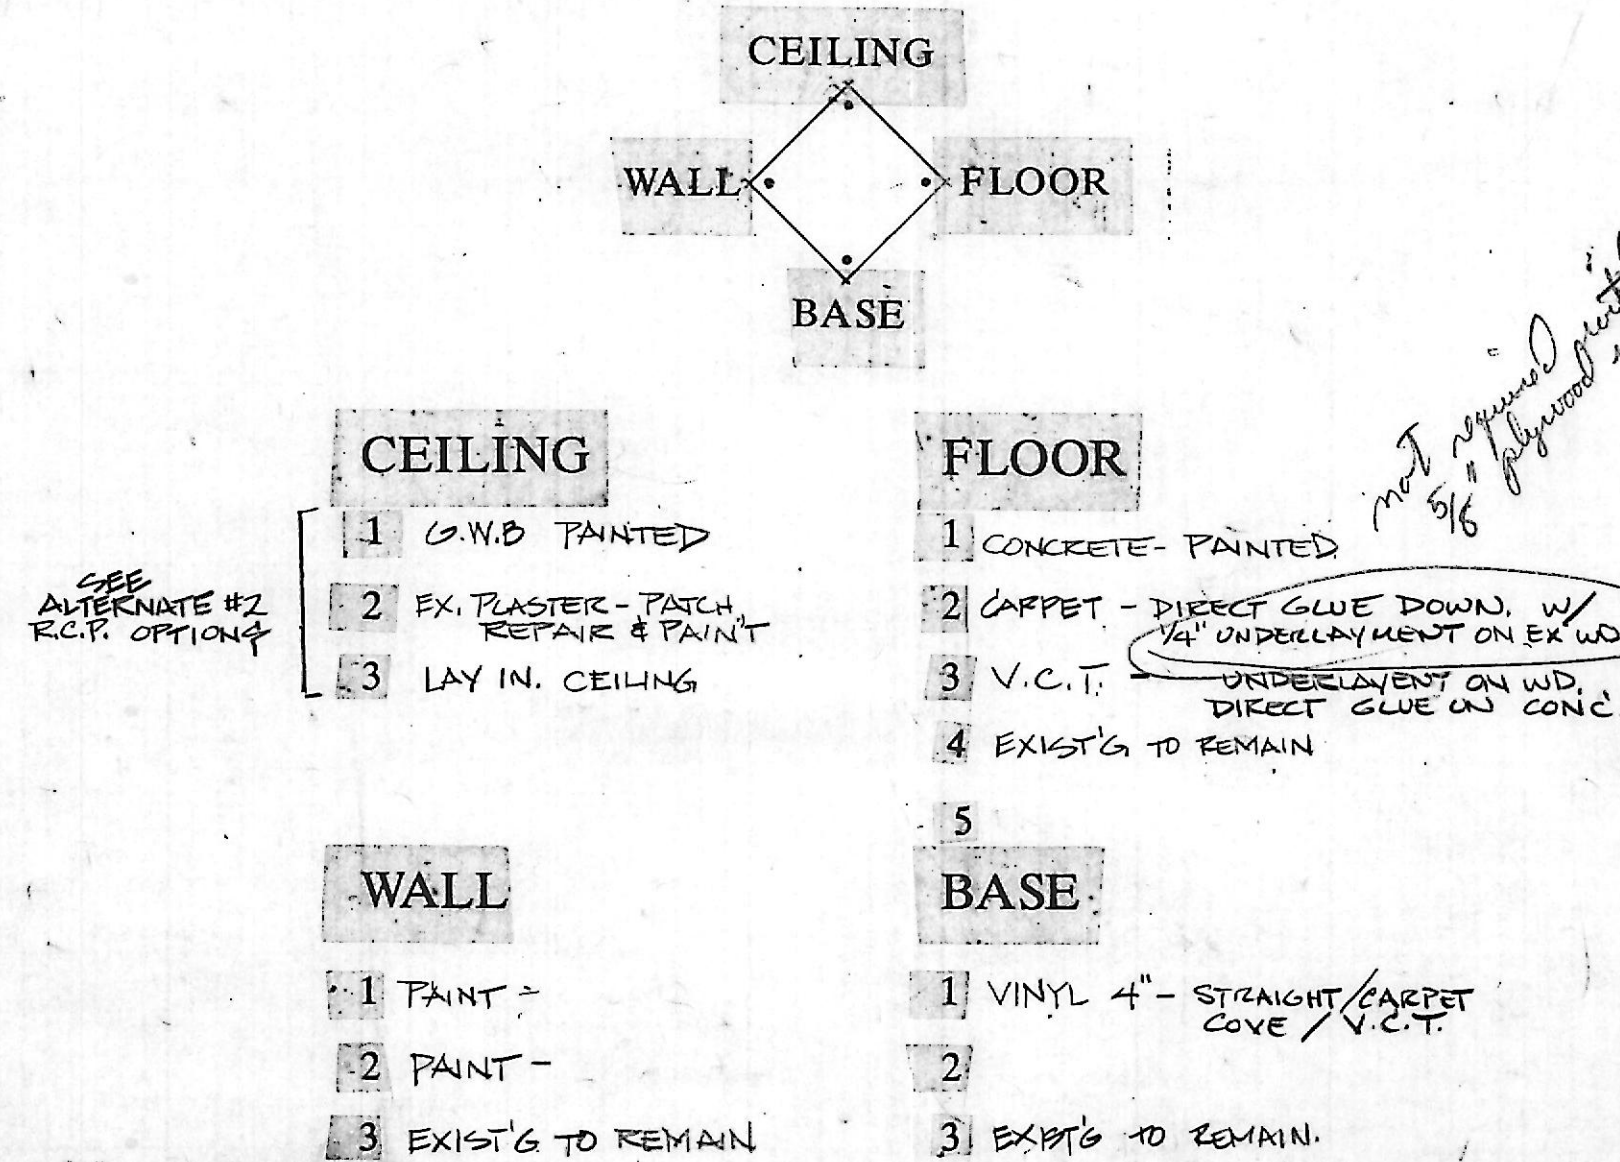 CEILING
WALL
FLOOR
BASE
not required
5/8" plywood
CEILING
1 G.W.B PAINTED
2 EX. PLASTER - PATCH,
REPAIR & PAINT
3 LAY IN. CEILING
SEE
ALTERNATE #2
R.C.P. OPTIONS
FLOOR
1 CONCRETE - PAINTED.
2 CARPET - DIRECT GLUE DOWN. W/
1/4" UNDERLAYMENT ON EX WD
3 V.C.T. - UNDERLAYENT ON WD.
DIRECT GLUE ON CONC.
4 EXIST'G TO REMAIN
5
WALL
1 PAINT -
2 PAINT -
3 EXIST'G TO REMAIN
BASE
1 VINYL 4" - STRAIGHT/CARPET
COVE / V.C.T.
2
3 EXIST'G TO REMAIN.